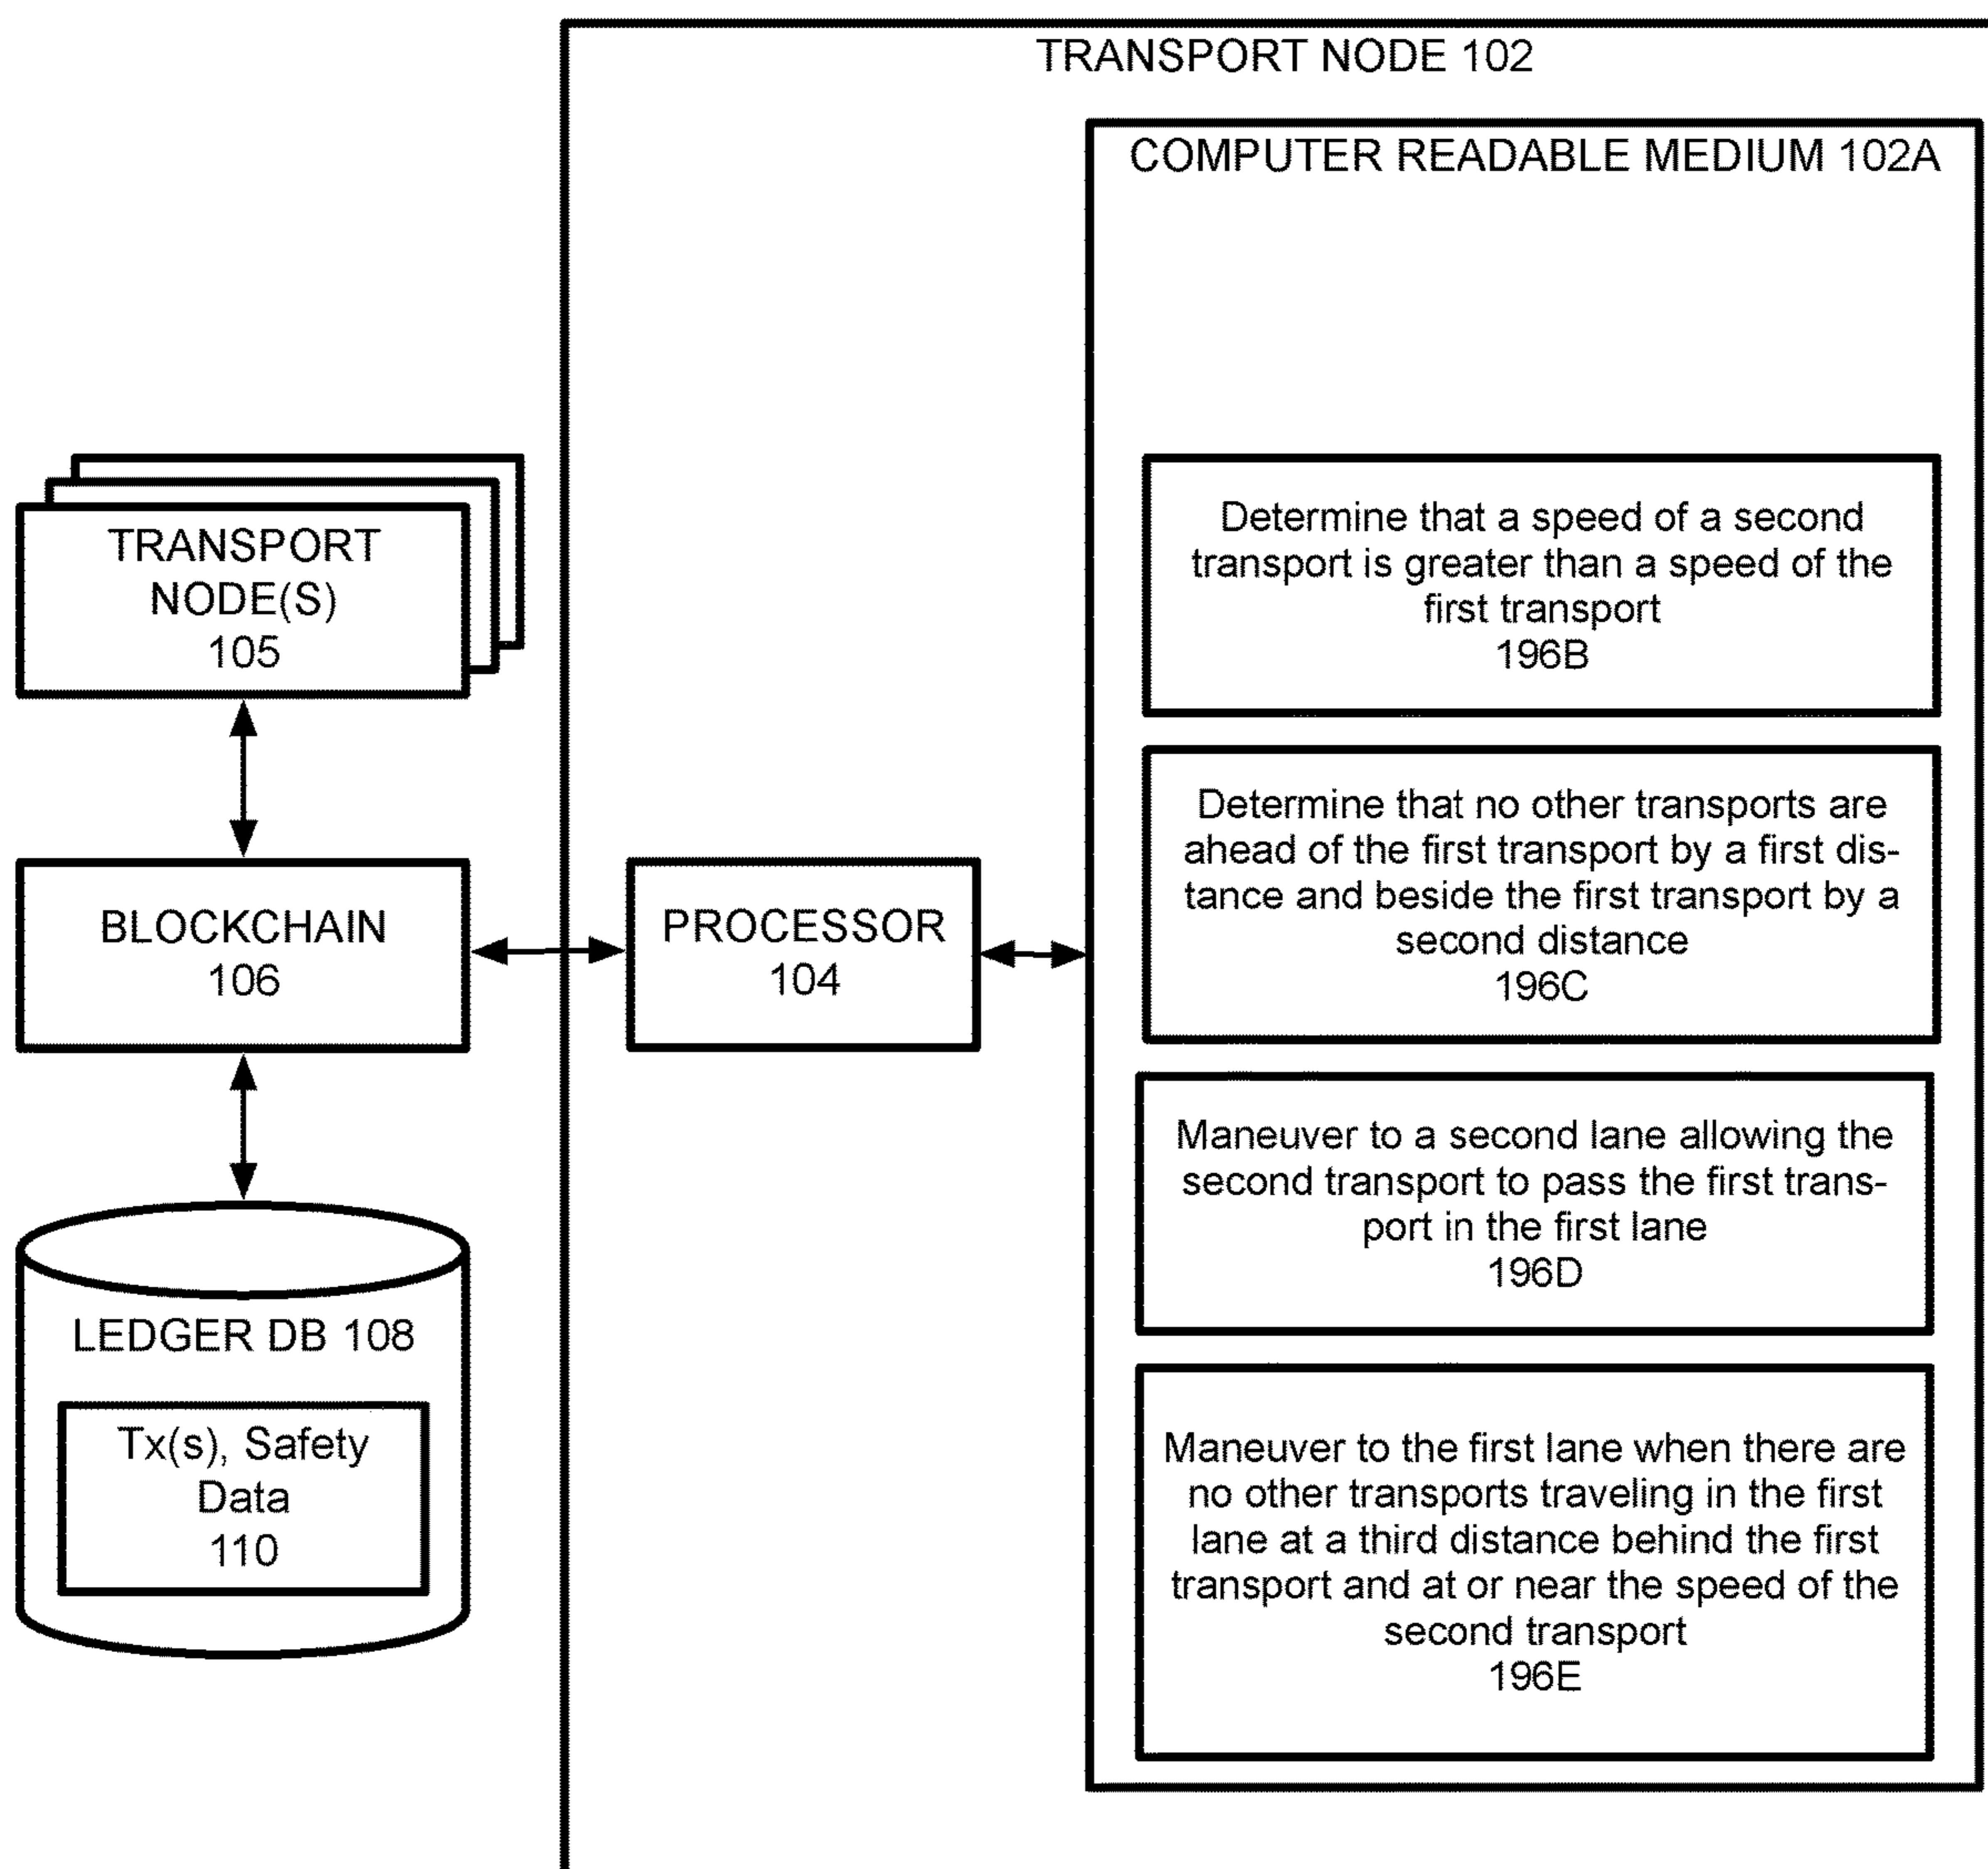 TRANSPORT NODE 102
COMPUTER READABLE MEDIUM 102A
TRANSPORT
NODE(S)
105
BLOCKCHAIN
106
LEDGER DB 108
Tx(s), Safety
Data
110
PROCESSOR
104
Determine that a speed of a second
transport is greater than a speed of the
first transport
196B
Determine that no other transports are
ahead of the first transport by a first dis-
tance and beside the first transport by a
second distance
196C
Maneuver to a second lane allowing the
second transport to pass the first trans-
port in the first lane
196D
Maneuver to the first lane when there are
no other transports traveling in the first
lane at a third distance behind the first
transport and at or near the speed of the
second transport
196E